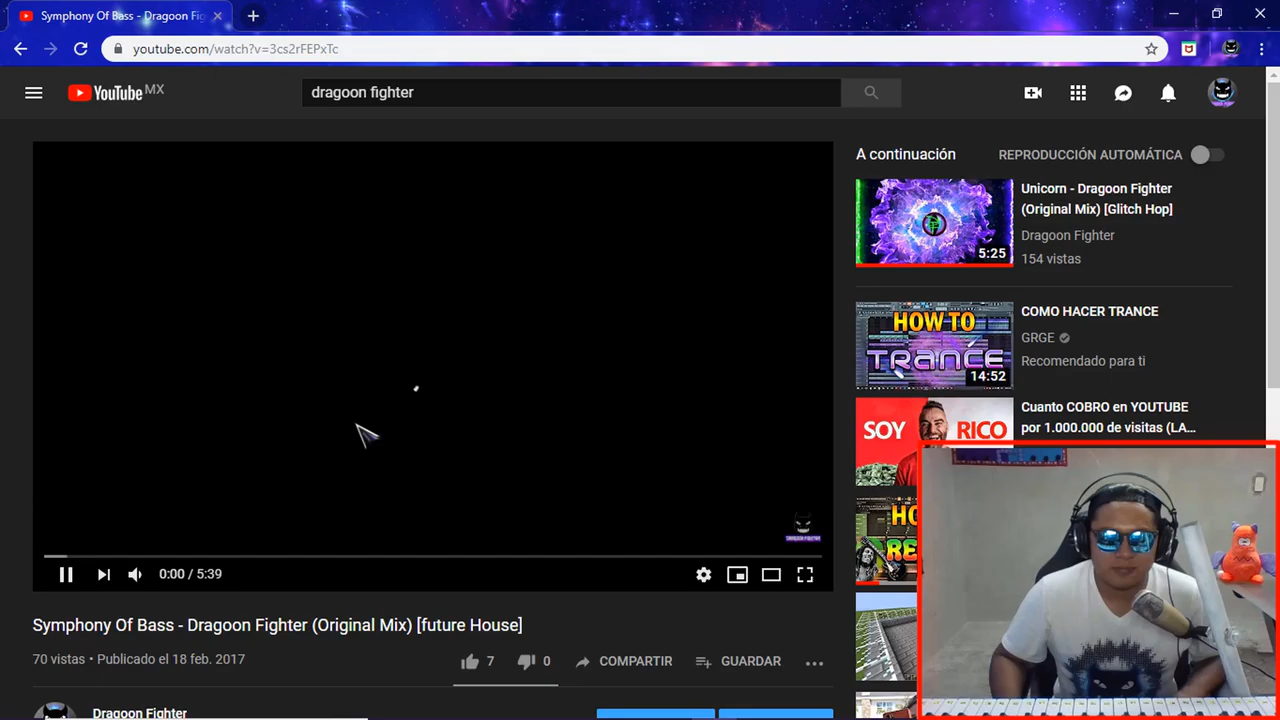 Symphony Of Bass - Dragoon Fig
youtube.com/watch?v=3cs2rFEPxTc
YouTube MX
dragoon fighter
A continuación
REPRODUCCIÓN AUTOMÁTICA
Unicorn - Dragoon Fighter
(Original Mix) [Glitch Hop]
Dragoon Fighter
154 vistas
5:25
COMO HACER TRANCE
GRGE
Recomendado para ti
HOW TO
TRANCE
14:52
Cuanto COBRO en YOUTUBE
por 1.000.000 de visitas (LA...
SOY RICO
0:00 / 5:39
Symphony Of Bass - Dragoon Fighter (Original Mix) [future House]
70 vistas • Publicado el 18 feb. 2017
7
0
COMPARTIR
GUARDAR
Dragoon Fighter